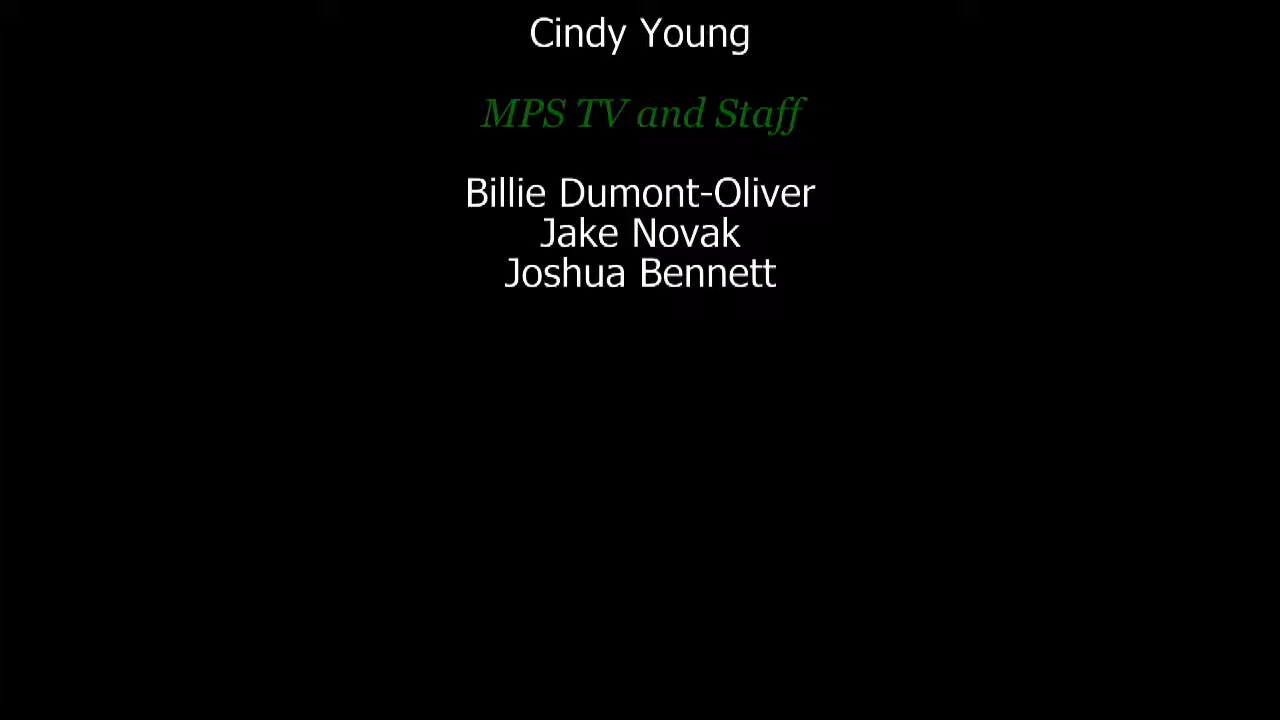 Cindy Young
MPS TV and Staff
Billie Dumont-Oliver
Jake Novak
Joshua Bennett